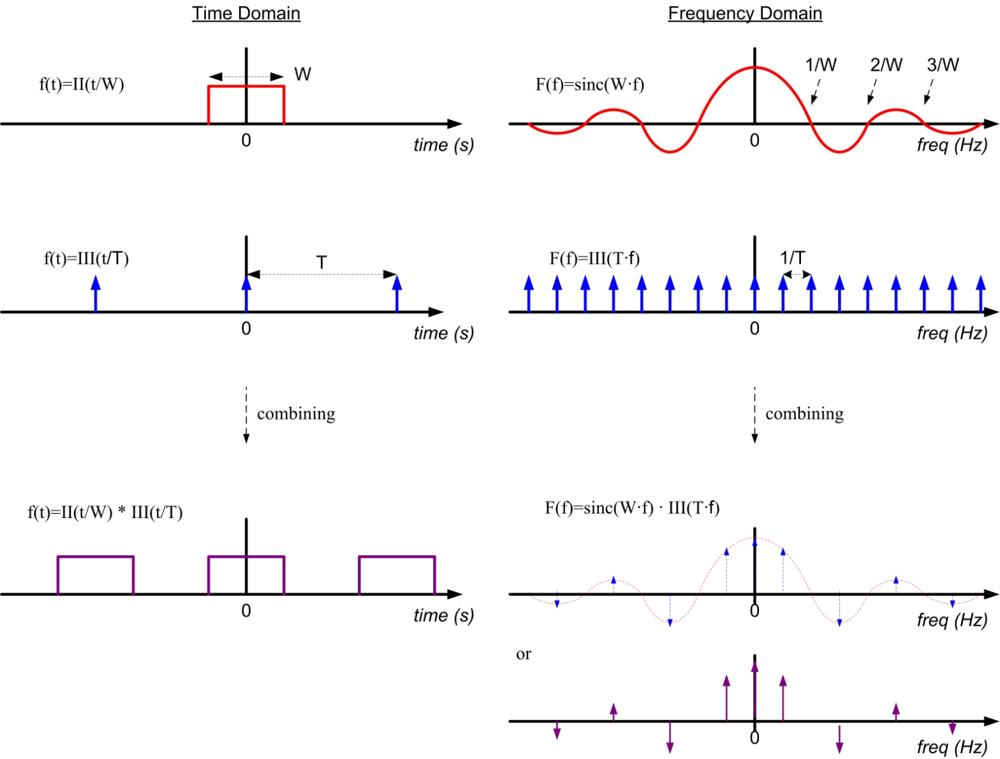 Time Domain
Frequency Domain
f(t)=II(t/W)
W
0
time (s)
F(f)=sinc(W·f)
1/W
2/W
3/W
0
freq (Hz)
f(t)=III(t/T)
T
0
time (s)
F(f)=III(T·f)
1/T
0
freq (Hz)
combining
combining
f(t)=II(t/W) * III(t/T)
0
time (s)
F(f)=sinc(W·f) · III(T·f)
0
freq (Hz)
or
0
freq (Hz)